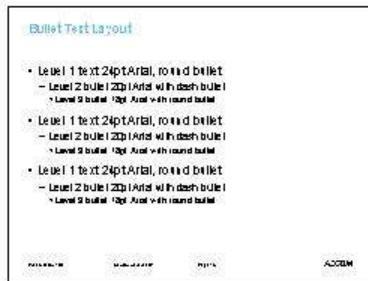 Bullet Text Layout
• Level 1 text 24pt Arial, round bullet
– Level 2 bullet 20pt Arial with dash bullet
• Level 3 bullet 18pt Arial with round bullet
• Level 1 text 24pt Arial, round bullet
– Level 2 bullet 20pt Arial with dash bullet
• Level 3 bullet 18pt Arial with round bullet
• Level 1 text 24pt Arial, round bullet
– Level 2 bullet 20pt Arial with dash bullet
• Level 3 bullet 18pt Arial with round bullet